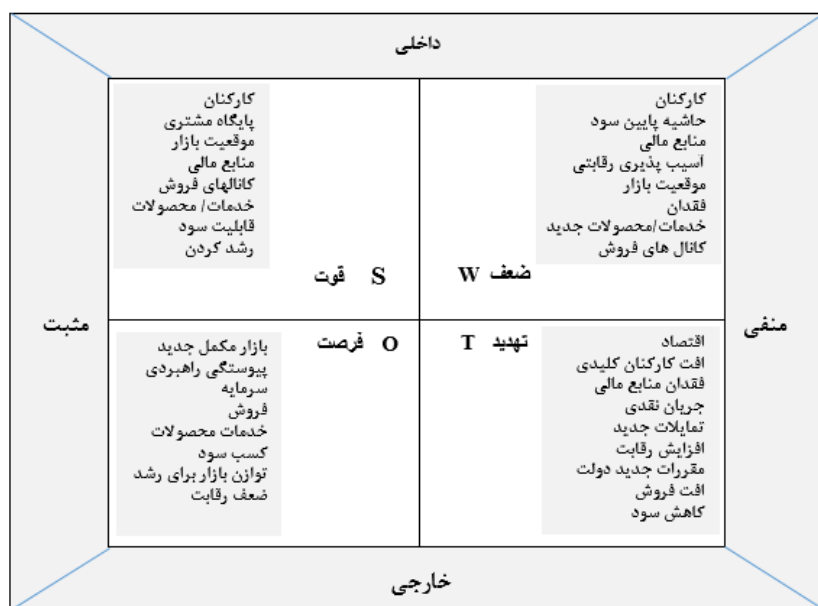 داخلی
کارکنان
حاشیه پایین سود
منابع مالی
آسیب پذیری رقابتی
موقعیت بازار
فقدان
خدمات/محصولات جدید
کانال های فروش
ضعف W
کارکنان
پایگاه مشتری
موقعیت بازار
منابع مالی
کانالهای فروش
خدمات/ محصولات
قابلیت سود
رشد کردن
S قوت
منفی
مثبت
اقتصاد
افت کارکنان کلیدی
فقدان منابع مالی
جریان نقدی
تمایلات جدید
افزایش رقابت
مقررات جدید دولت
افت فروش
کاهش سود
تهدید T
O فرصت
بازار مکمل جدید
پیوستگی راهبردی
سرمایه
فروش
خدمات محصولات
کسب سود
توازن بازار برای رشد
ضعف رقابت
خارجی